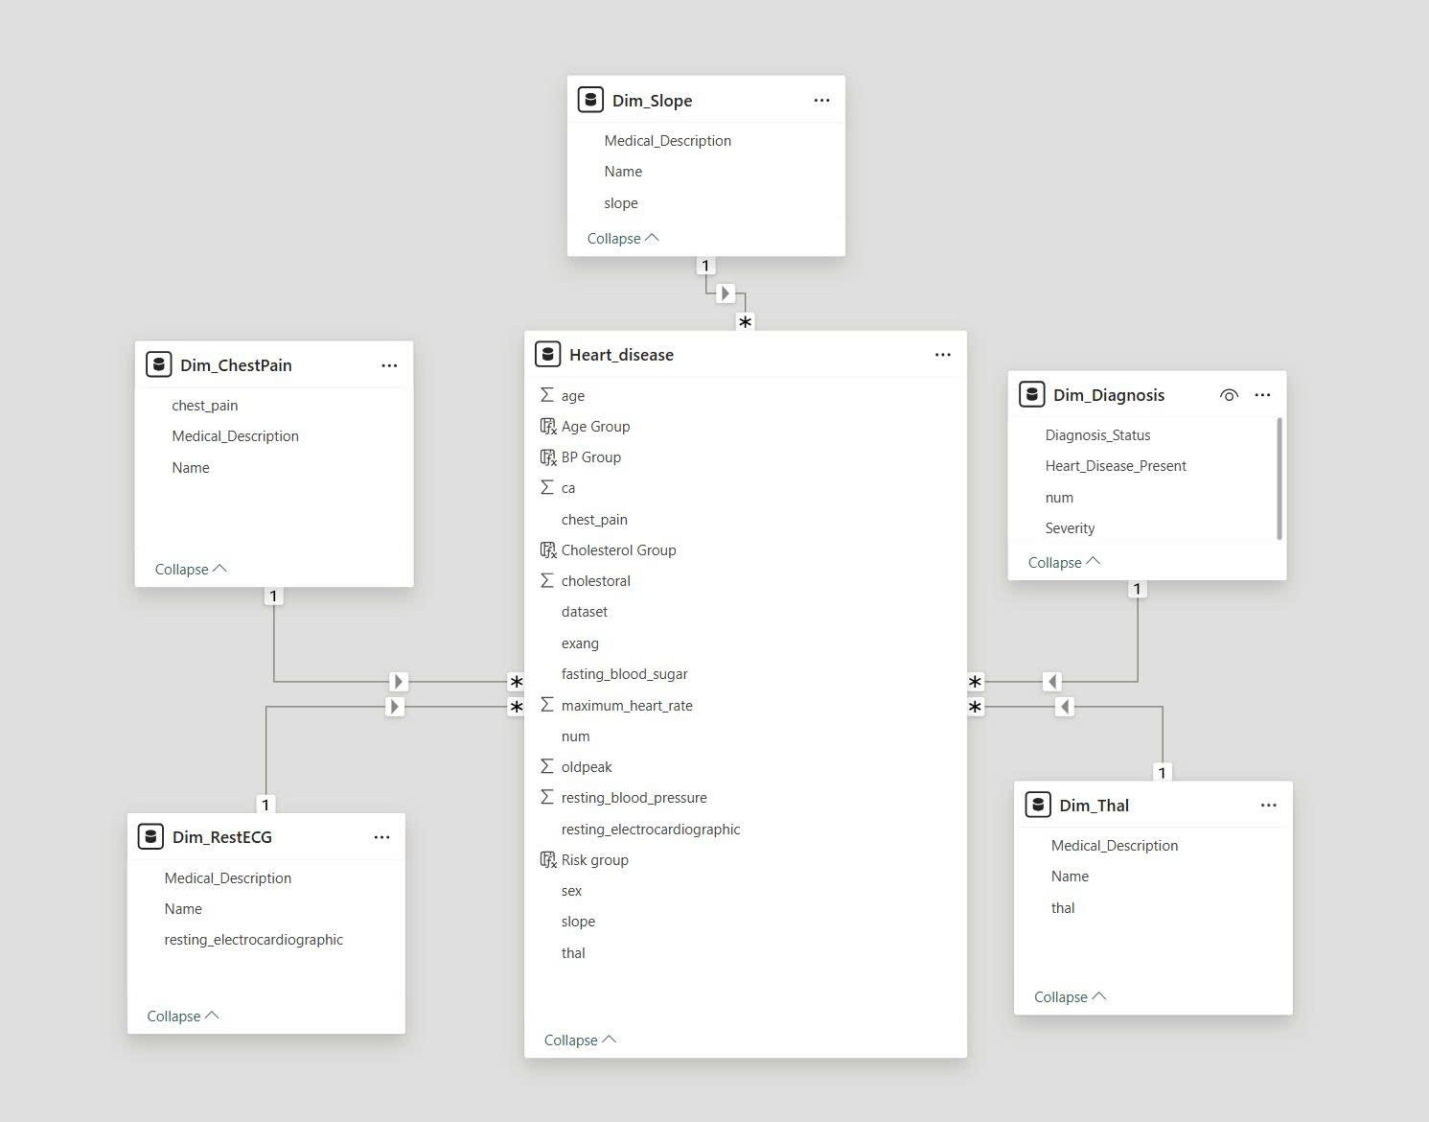 Dim_Slope
Medical_Description
Name
slope
Collapse
1
*
Dim_ChestPain
chest_pain
Medical_Description
Name
Collapse
1
*
Heart_disease
age
Age Group
BP Group
ca
chest_pain
Cholesterol Group
cholestoral
dataset
exang
fasting_blood_sugar
maximum_heart_rate
num
oldpeak
resting_blood_pressure
resting_electrocardiographic
Risk group
sex
slope
thal
Collapse
Dim_Diagnosis
Diagnosis_Status
Heart_Disease_Present
num
Severity
Collapse
1
*
*
1
Dim_RestECG
Medical_Description
Name
resting_electrocardiographic
Collapse
*
1
Dim_Thal
Medical_Description
Name
thal
Collapse